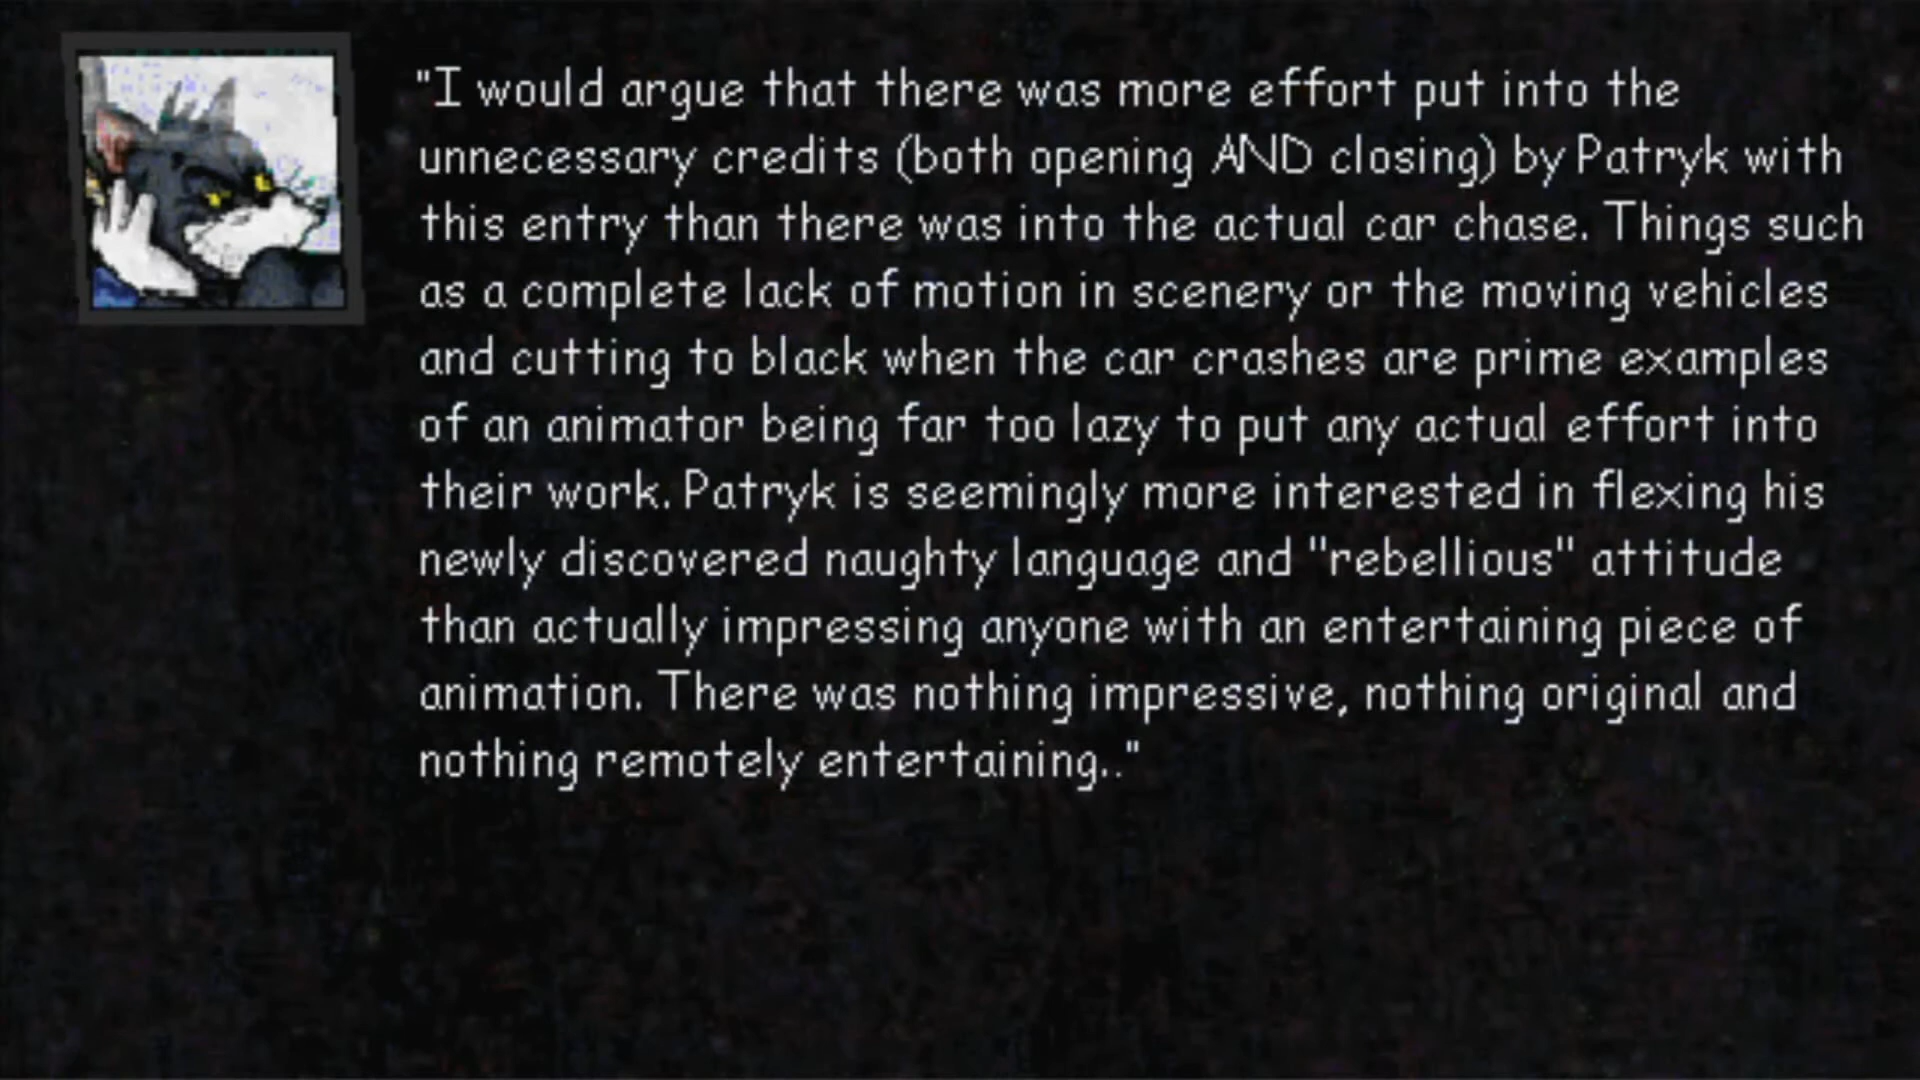 "I would argue that there was more effort put into the
unnecessary credits (both opening AND closing) by Patryk with
this entry than there was into the actual car chase. Things such
as a complete lack of motion in scenery or the moving vehicles
and cutting to black when the car crashes are prime examples
of an animator being far too lazy to put any actual effort into
their work. Patryk is seemingly more interested in flexing his
newly discovered naughty language and "rebellious" attitude
than actually impressing anyone with an entertaining piece of
animation. There was nothing impressive, nothing original and
nothing remotely entertaining.."